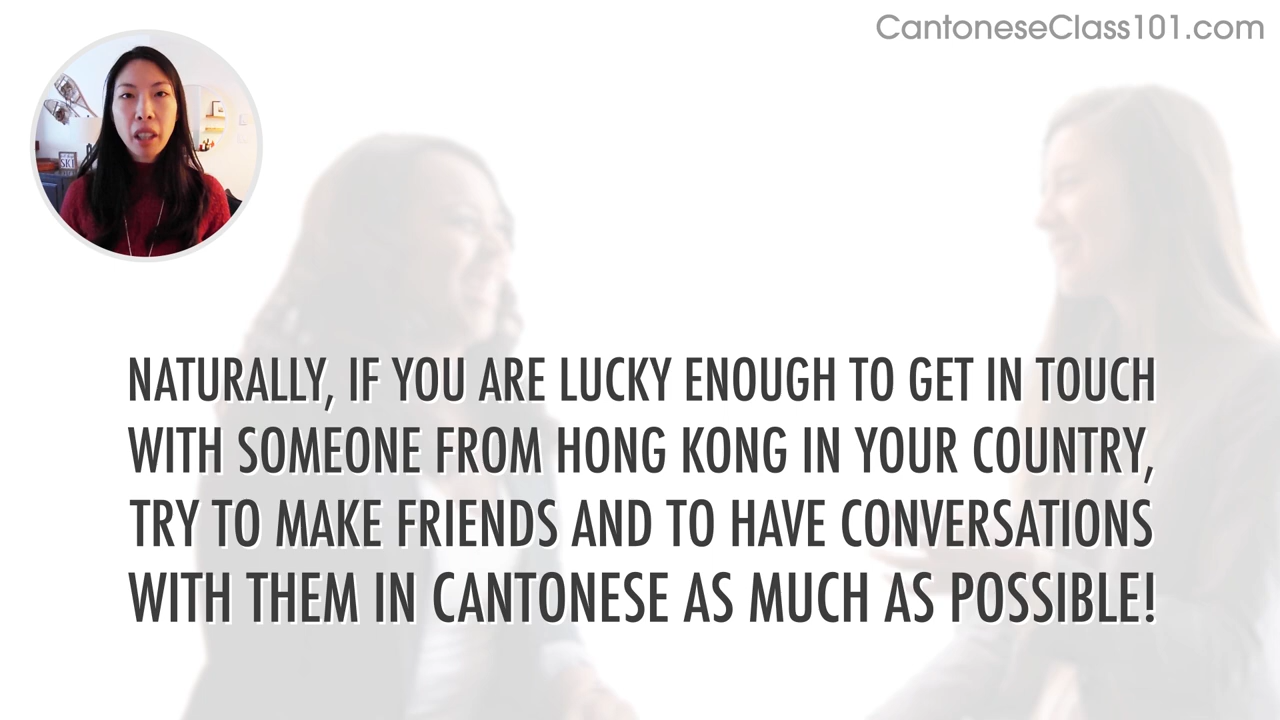 CantoneseClass101.com
NATURALLY, IF YOU ARE LUCKY ENOUGH TO GET IN TOUCH
WITH SOMEONE FROM HONG KONG IN YOUR COUNTRY,
TRY TO MAKE FRIENDS AND TO HAVE CONVERSATIONS
WITH THEM IN CANTONESE AS MUCH AS POSSIBLE!